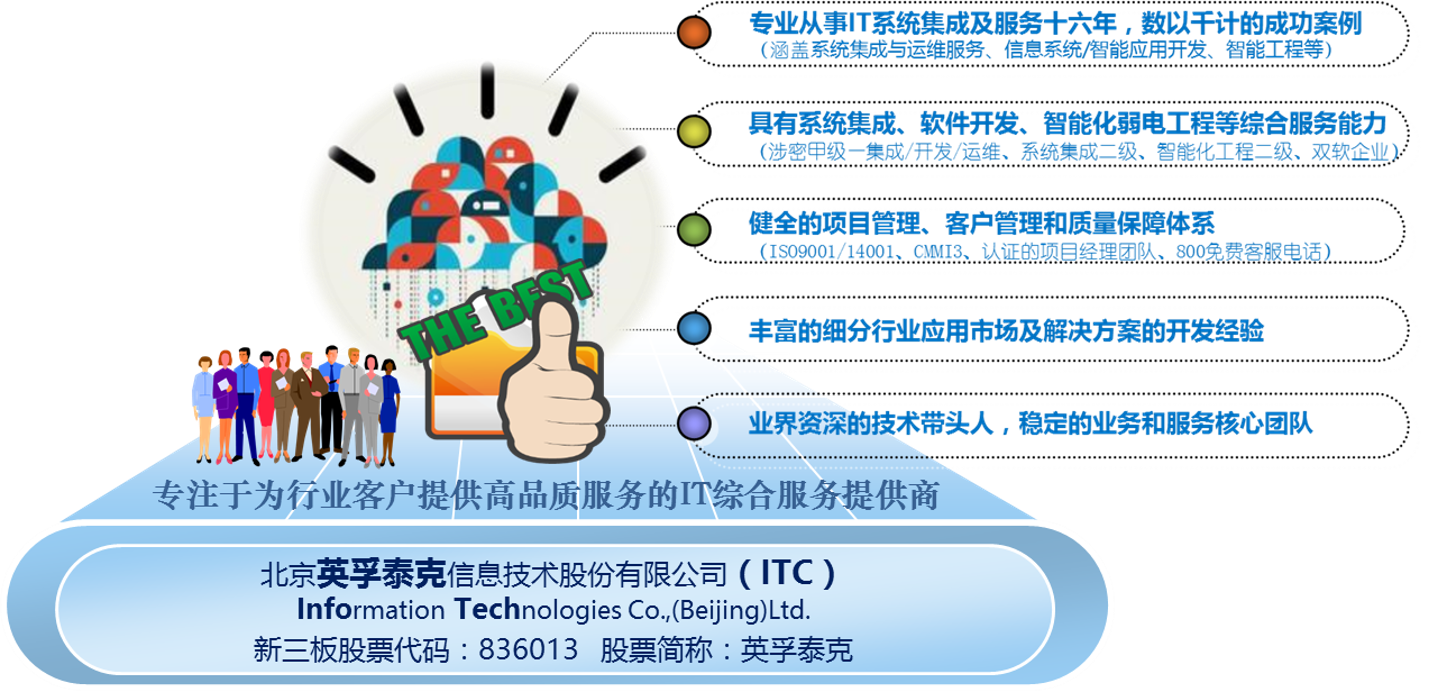 专业从事IT系统集成及服务十六年，数以千计的成功案例
（涵盖系统集成与运维服务、信息系统/智能应用开发、智能工程等）
具有系统集成、软件开发、智能化弱电工程等综合服务能力
（涉密甲级—集成/开发/运维、系统集成二级、智能化工程二级、双软企业）
健全的项目管理、客户管理和质量保障体系
（ISO9001/14001、CMMI3、认证的项目经理团队、800免费客服电话）
丰富的细分行业应用市场及解决方案的开发经验
业界资深的技术带头人，稳定的业务和服务核心团队
THE BEST
专注于为行业客户提供高品质服务的IT综合服务提供商
北京英孚泰克信息技术股份有限公司（ITC）
Information Technologies Co.,(Beijing)Ltd.
新三板股票代码：836013 股票简称：英孚泰克